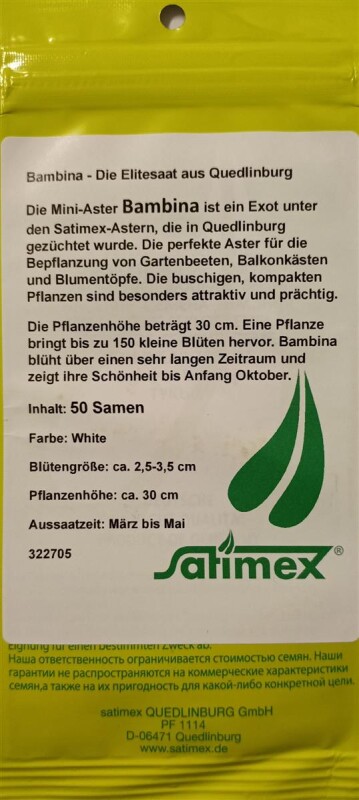 Bambina - Die Elitesaat aus Quedlinburg
Die Mini-Aster Bambina ist ein Exot unter
den Satimex-Astern, die in Quedlinburg
gezüchtet wurde. Die perfekte Aster für die
Bepflanzung von Gartenbeeten, Balkonkästen
und Blumentöpfe. Die buschigen, kompakten
Pflanzen sind besonders attraktiv und prächtig.
Die Pflanzenhöhe beträgt 30 cm. Eine Pflanze
bringt bis zu 150 kleine Blüten hervor. Bambina
blüht über einen sehr langen Zeitraum und
zeigt ihre Schönheit bis Anfang Oktober.
Inhalt: 50 Samen
Farbe: White
Blütengröße: ca. 2,5-3,5 cm
Pflanzenhöhe: ca. 30 cm
Aussaatzeit: März bis Mai
322705
Satimex®
Eignung für einen bestimmten Zweck ab.
Наша ответственность ограничивается стоимостью семян. Наши
гарантии не распространяются на коммерческие характеристики
семян,а также на их пригодность для какой-либо конкретной цели.
satimex QUEDLINBURG GmbH
PF 1114
D-06471 Quedlinburg
www.satimex.de